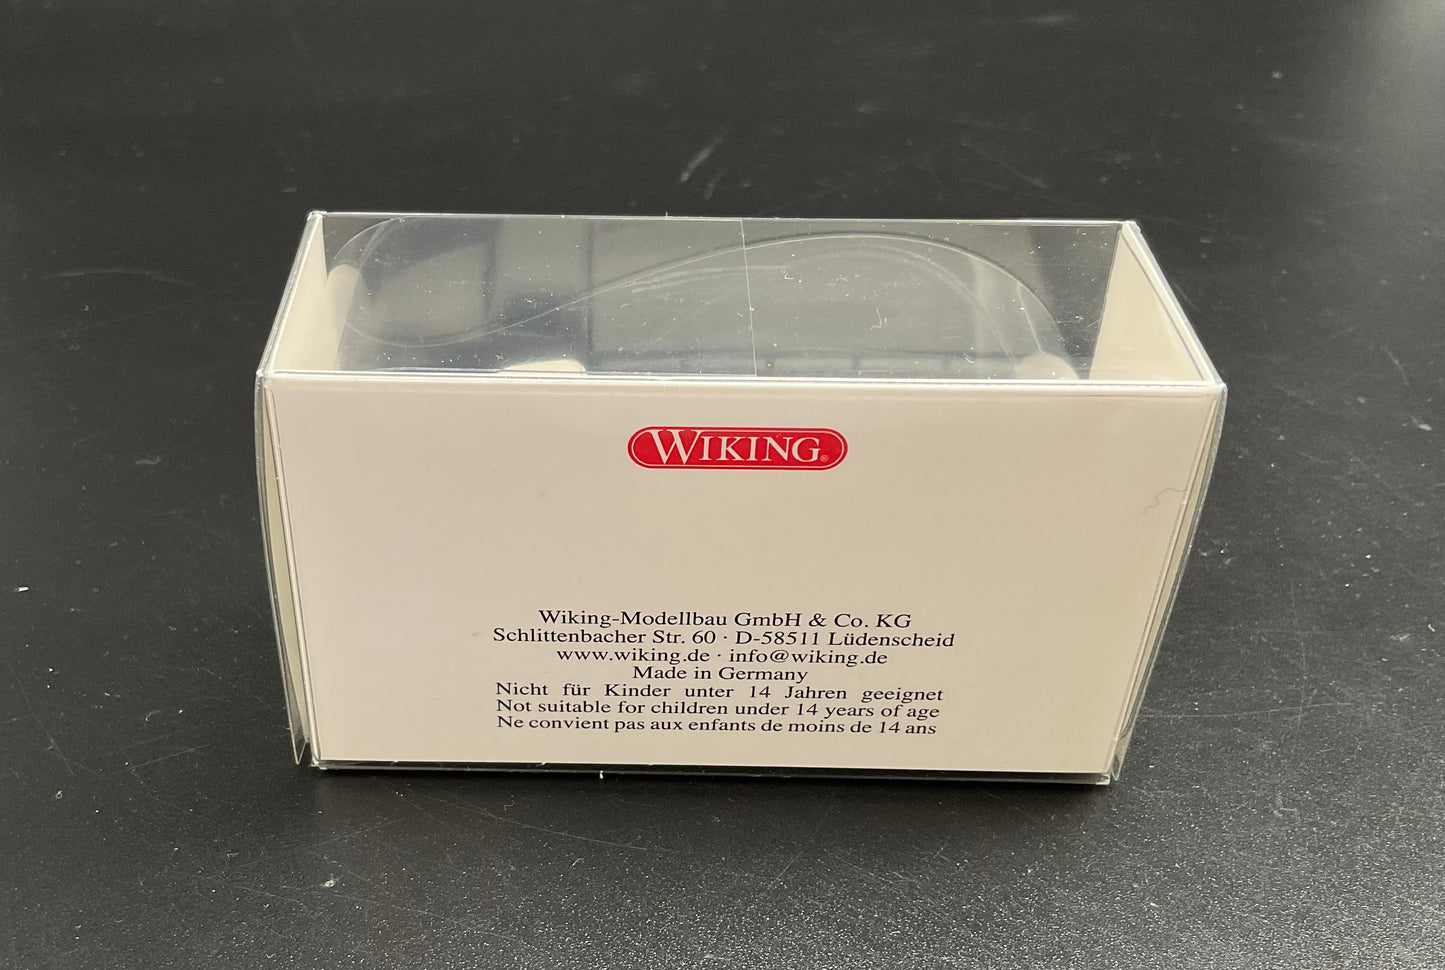 WIKING®
Wiking-Modellbau GmbH & Co. KG
Schlittenbacher Str. 60 · D-58511 Lüdenscheid
www.wiking.de · info@wiking.de
Made in Germany
Nicht für Kinder unter 14 Jahren geeignet
Not suitable for children under 14 years of age
Ne convient pas aux enfants de moins de 14 ans